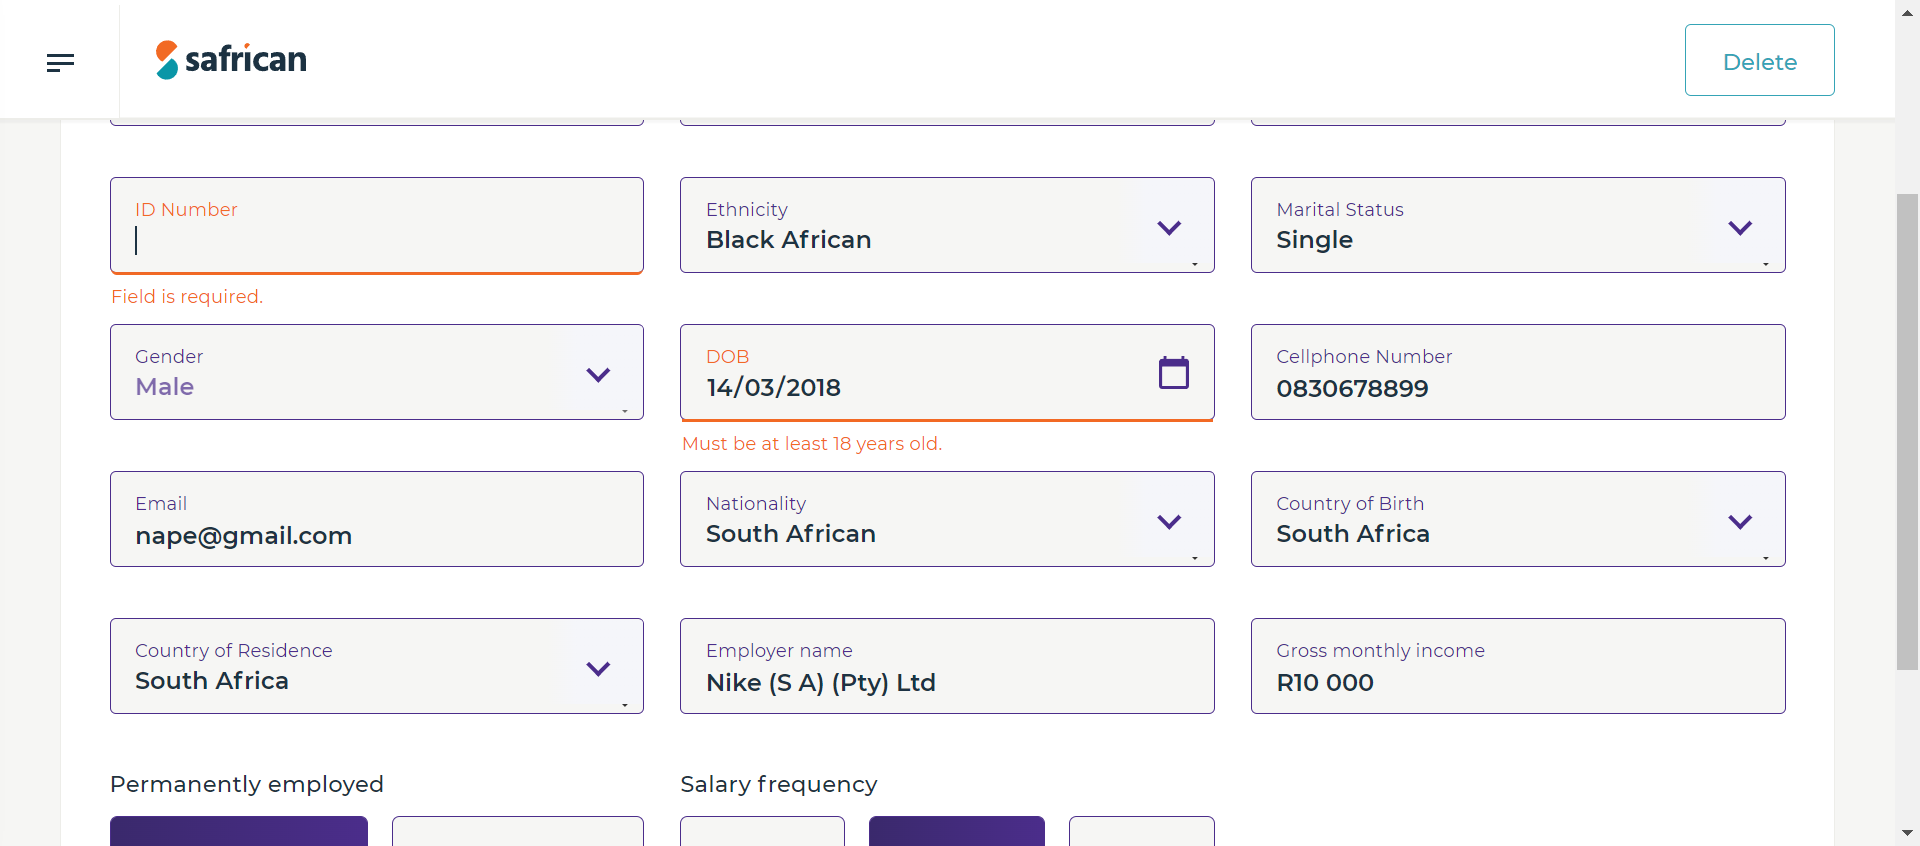 safrican
Delete
ID Number
Field is required.
Ethnicity
Black African
Marital Status
Single
Gender
Male
DOB
14/03/2018
Must be at least 18 years old.
Cellphone Number
0830678899
Email
nape@gmail.com
Nationality
South African
Country of Birth
South Africa
Country of Residence
South Africa
Employer name
Nike (S A) (Pty) Ltd
Gross monthly income
R10 000
Permanently employed
Salary frequency